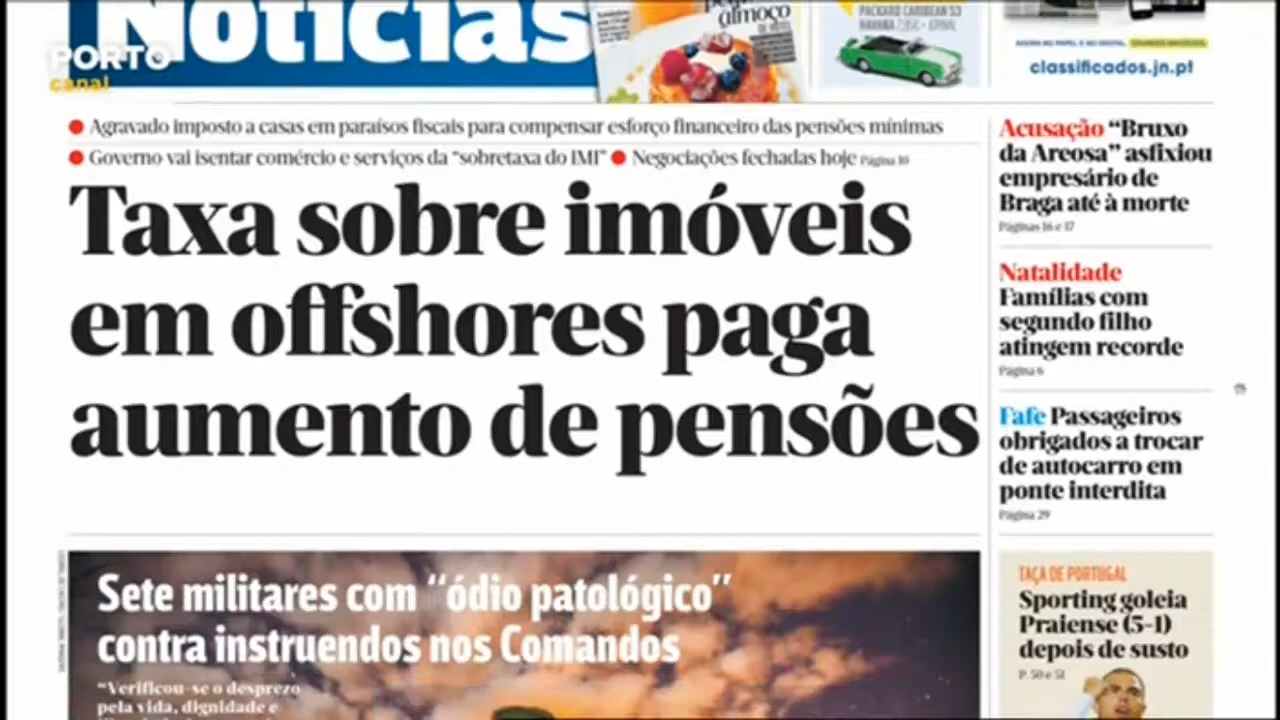 Notícias
PORTO
canal
almoço
PACKARD CARIBBEAN 53
classificados.jn.pt
Agravado imposto a casas em paraísos fiscais para compensar esforço financeiro das pensões mínimas
Governo vai isentar comércio e serviços da “sobretaxa do IMI” Negociações fechadas hoje Página 10
Taxa sobre imóveis
em offshores paga
aumento de pensões
Acusação “Bruxo
da Areosa” asfixiou
empresário de
Braga até à morte
Páginas 16 e 17
Natalidade
Famílias com
segundo filho
atingem recorde
Página 6
Fafe Passageiros
obrigados a trocar
de autocarro em
ponte interdita
Página 29
Sete militares com “ódio patológico”
contra instruendos nos Comandos
“Verificou-se o desprezo
pela vida, dignidade e
TAÇA DE PORTUGAL
Sporting goleia
Praiense (5-1)
depois de susto
P. 50 e 51